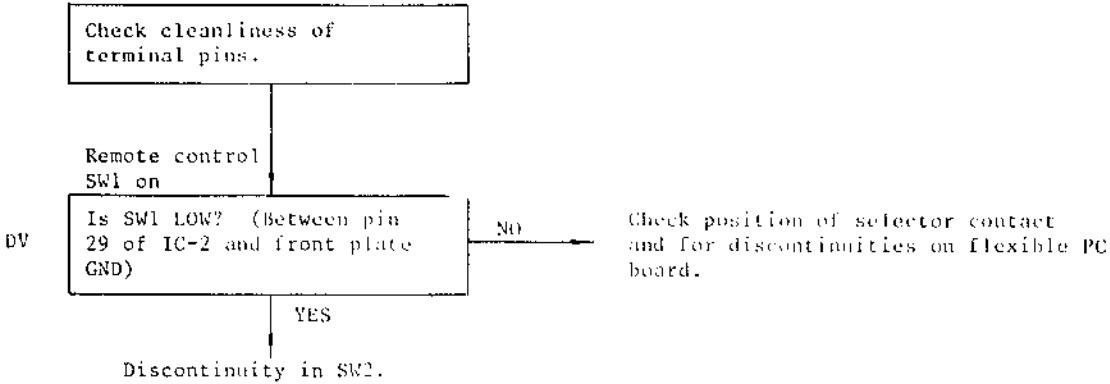 Check cleanliness of
terminal pins.
Remote control
SW1 on
DV
Is SW1 LOW? (Between pin
29 of IC-2 and front plate
GND)
NO
Check position of selector contact
and for discontinuities on flexible PC
board.
YES
Discontinuity in SW2.